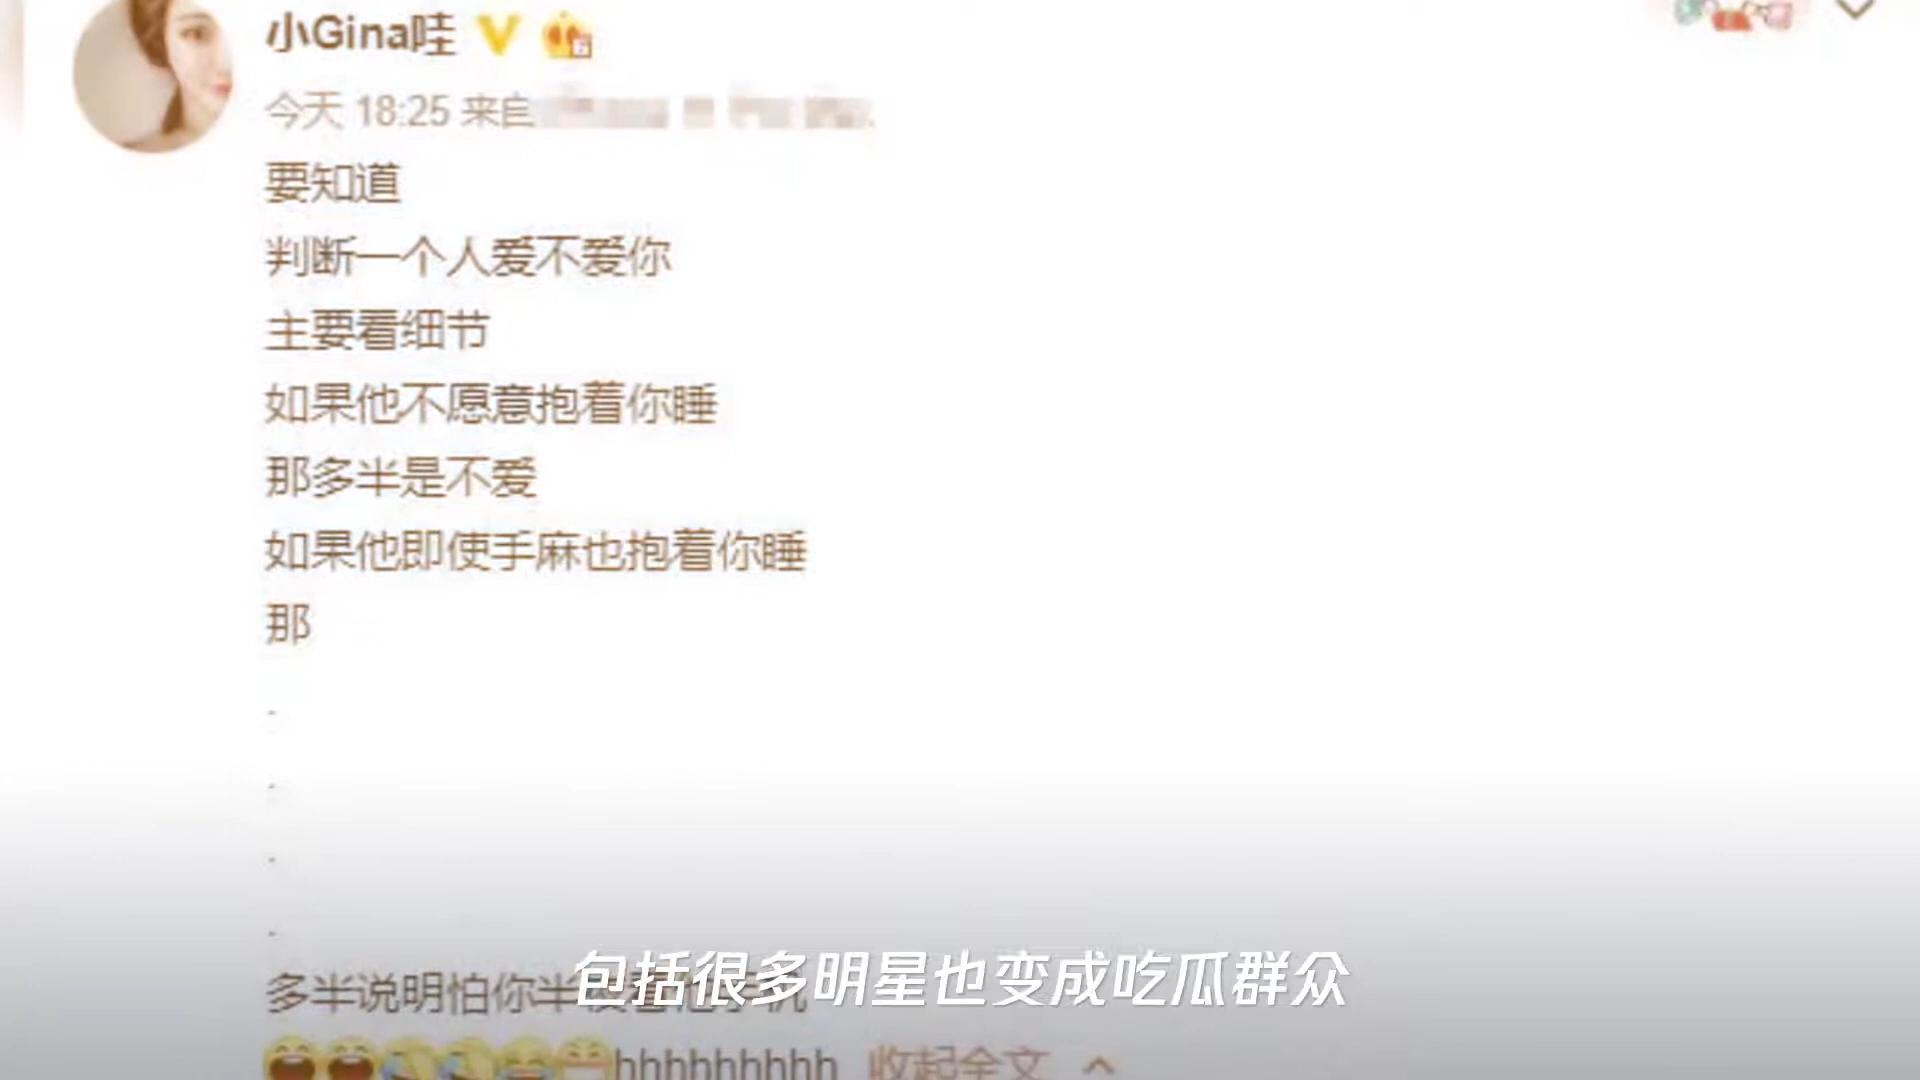 小Gina哇
今天 18:25 来自
要知道
判断一个人爱不爱你
主要看细节
如果他不愿意抱着你睡
那多半是不爱
如果他即使手麻也抱着你睡
那
.
.
.
.
多半说明怕你半
hhhhhhhhh 收起全文
包括很多明星也变成吃瓜群众